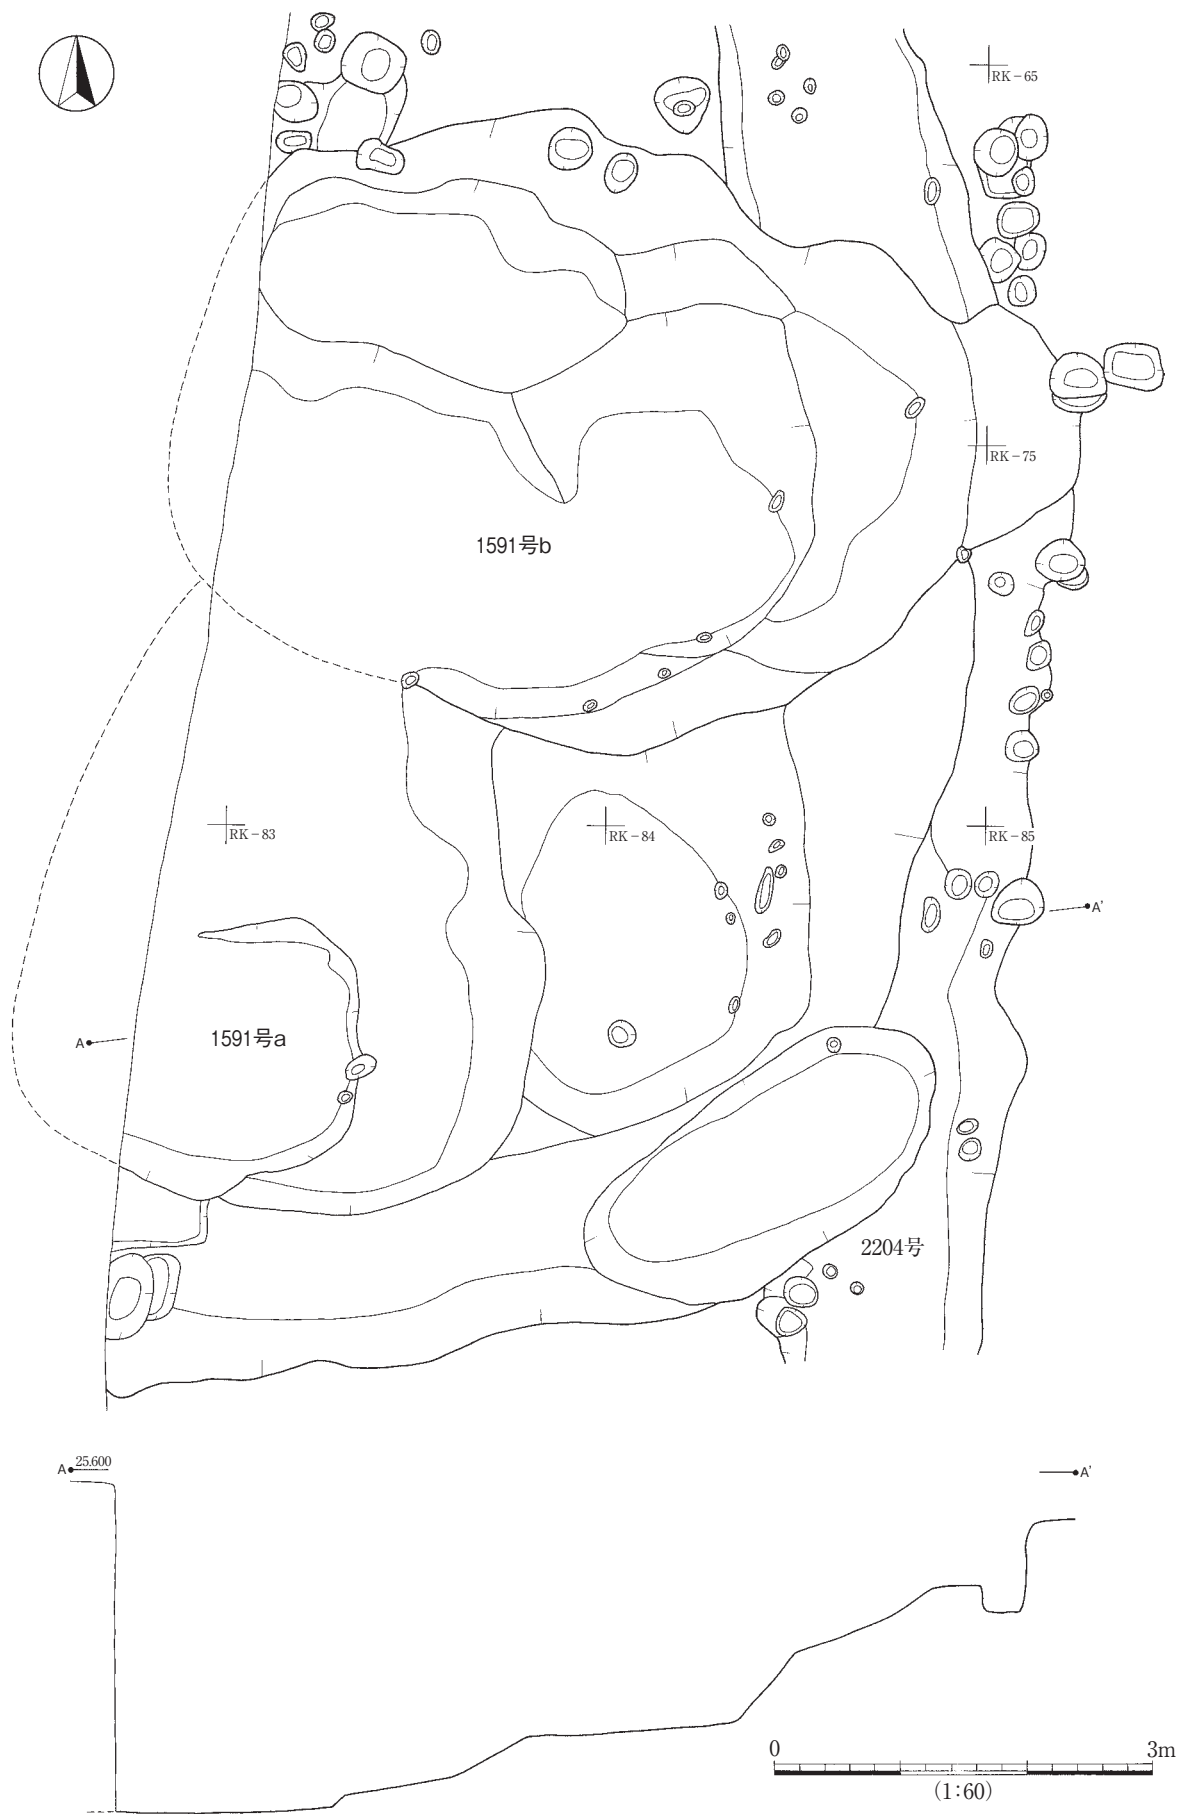 RK-65
RK-75
1591号b
RK-83
RK-84
RK-85
A'
A
1591号a
2204号
A 25.600
A'
0 3m
(1:60)